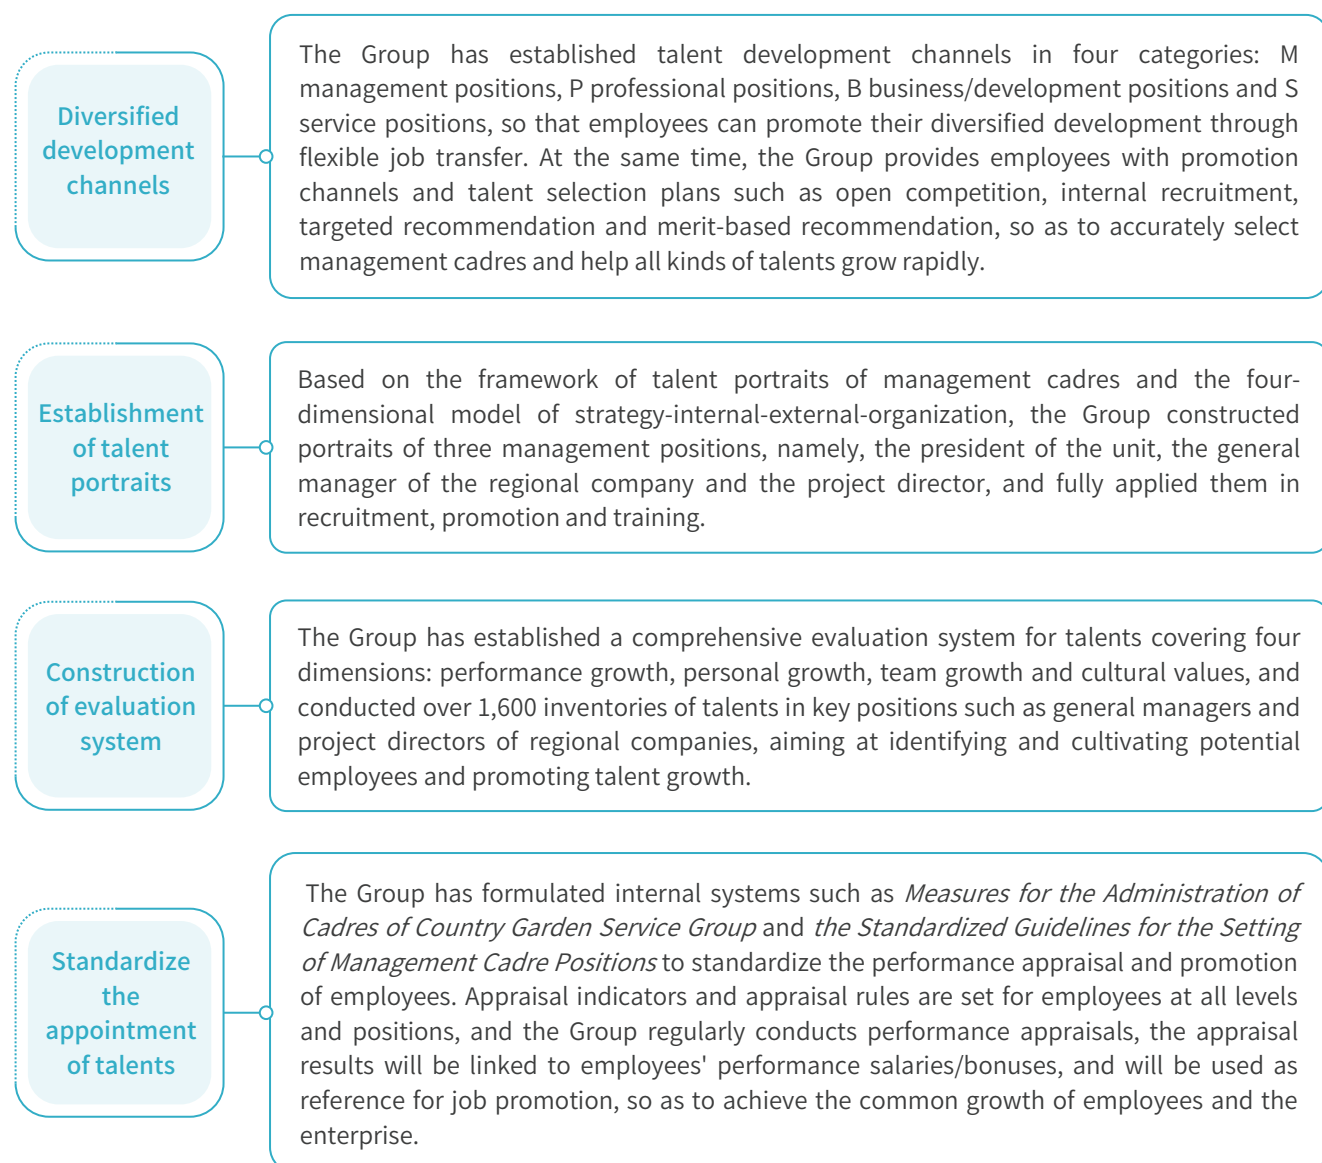 Diversified
development
channels
The Group has established talent development channels in four categories: M
management positions, P professional positions, B business/development positions and S
service positions, so that employees can promote their diversified development through
flexible job transfer. At the same time, the Group provides employees with promotion
channels and talent selection plans such as open competition, internal recruitment,
targeted recommendation and merit-based recommendation, so as to accurately select
management cadres and help all kinds of talents grow rapidly.
Establishment
of talent
portraits
Based on the framework of talent portraits of management cadres and the four-
dimensional model of strategy-internal-external-organization, the Group constructed
portraits of three management positions, namely, the president of the unit, the general
manager of the regional company and the project director, and fully applied them in
recruitment, promotion and training.
Construction
of evaluation
system
The Group has established a comprehensive evaluation system for talents covering four
dimensions: performance growth, personal growth, team growth and cultural values, and
conducted over 1,600 inventories of talents in key positions such as general managers and
project directors of regional companies, aiming at identifying and cultivating potential
employees and promoting talent growth.
Standardize
the
appointment
of talents
The Group has formulated internal systems such as Measures for the Administration of
Cadres of Country Garden Service Group and the Standardized Guidelines for the Setting
of Management Cadre Positions to standardize the performance appraisal and promotion
of employees. Appraisal indicators and appraisal rules are set for employees at all levels
and positions, and the Group regularly conducts performance appraisals, the appraisal
results will be linked to employees' performance salaries/bonuses, and will be used as
reference for job promotion, so as to achieve the common growth of employees and the
enterprise.